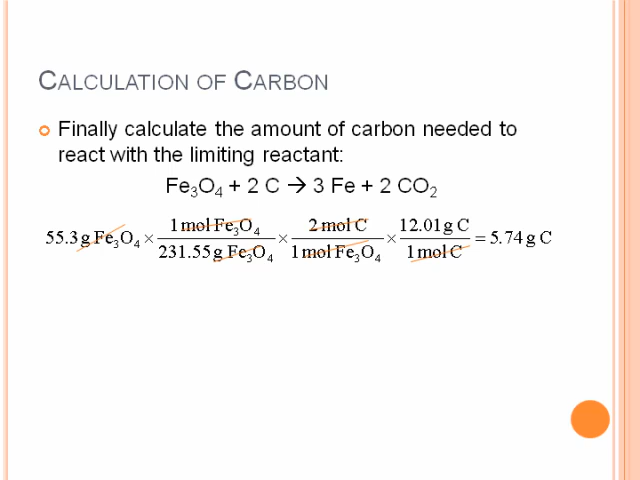 CALCULATION OF CARBON
Finally calculate the amount of carbon needed to
react with the limiting reactant:
Fe₃O₄ + 2 C → 3 Fe + 2 CO₂
55.3 g Fe₃O₄ × (1 mol Fe₃O₄ / 231.55 g Fe₃O₄) × (2 mol C / 1 mol Fe₃O₄) × (12.01 g C / 1 mol C) = 5.74 g C